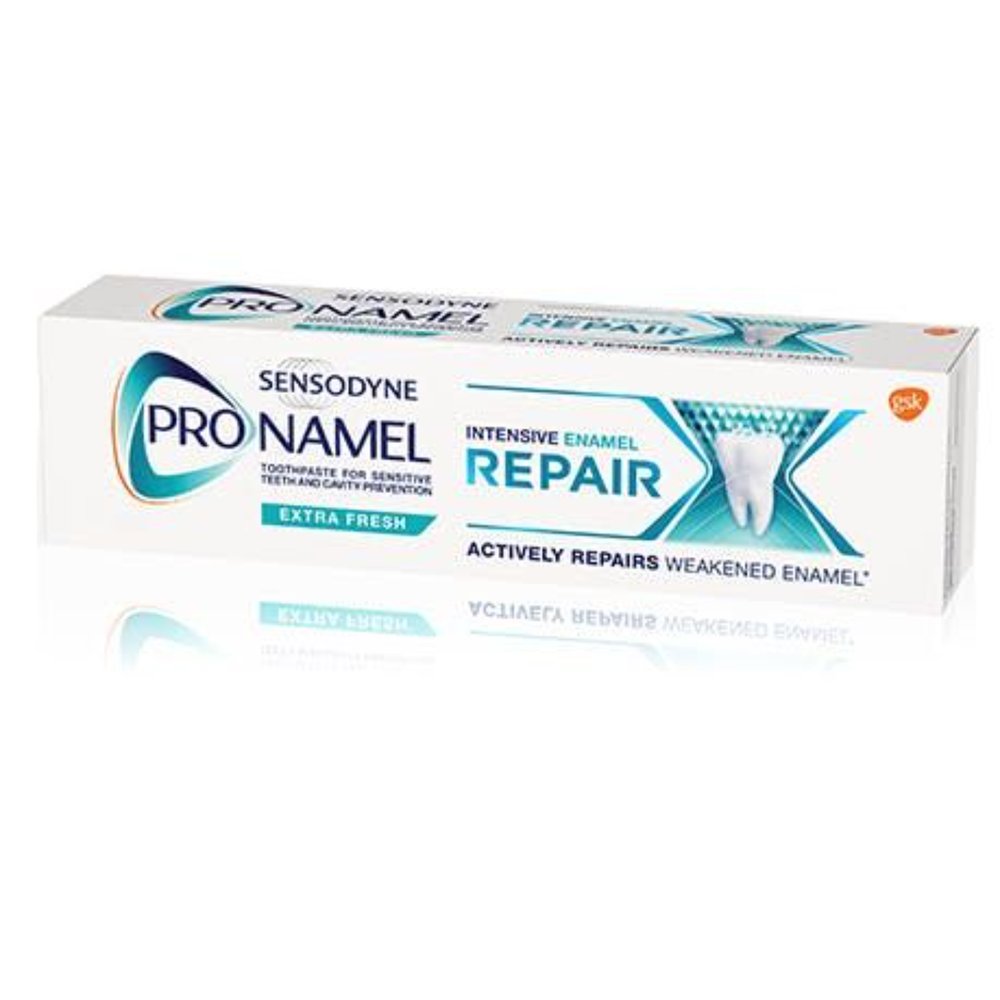 SENSODYNE
PRONAMEL
REPAIR
ACTIVELY REPAIRS WEAKENED ENAMEL*
SENSODYNE
PRONAMEL
TOOTHPASTE FOR SENSITIVE
TEETH AND CAVITY PREVENTION
EXTRA FRESH
INTENSIVE ENAMEL
REPAIR
ACTIVELY REPAIRS WEAKENED ENAMEL*
gsk